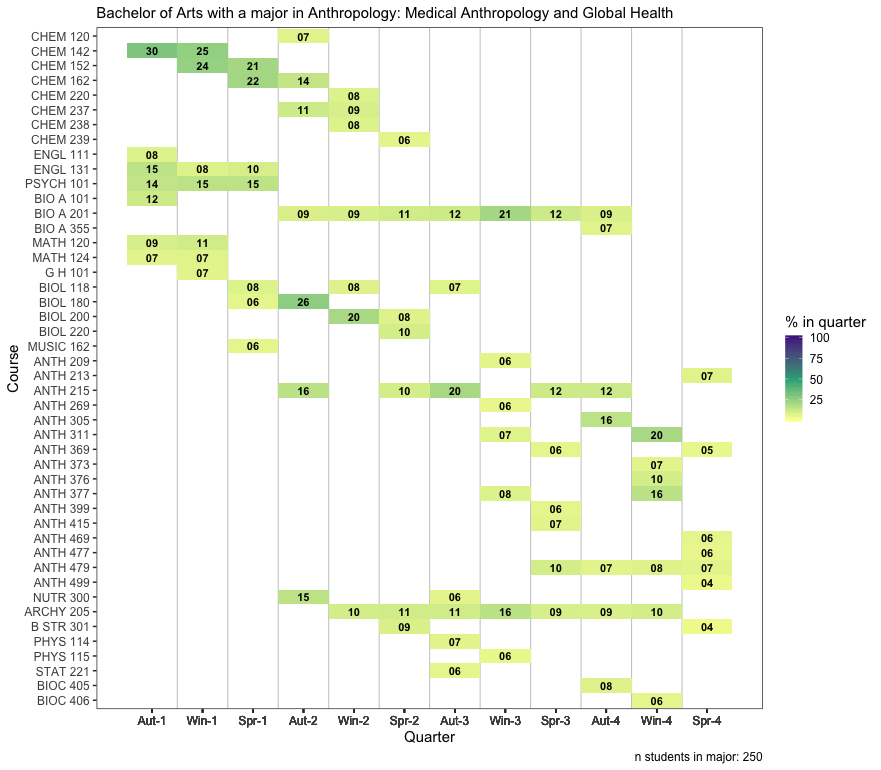 Bachelor of Arts with a major in Anthropology: Medical Anthropology and Global Health
CHEM 120 07
CHEM 142 30 25
CHEM 152 24 21
CHEM 162 22 14
CHEM 220 08
CHEM 237 11 09
CHEM 238 08
CHEM 239 06
ENGL 111 08
ENGL 131 15 08 10
PSYCH 101 14 15 15
BIO A 101 12
BIO A 201 09 09 11 12 21 12 09
BIO A 355 07
MATH 120 09 11
MATH 124 07 07
G H 101 07
BIOL 118 08 08 07
BIOL 180 06 26
BIOL 200 20 08
BIOL 220 10
MUSIC 162 06
ANTH 209 06
ANTH 213 07
ANTH 215 16 10 20 12 12
ANTH 269 06
ANTH 305 16
ANTH 311 07 20
ANTH 369 06 05
ANTH 373 07
ANTH 376 10
ANTH 377 08 16
ANTH 399 06
ANTH 415 07
ANTH 469 06
ANTH 477 06
ANTH 479 10 07 08 07
ANTH 499 04
NUTR 300 15 06
ARCHY 205 10 11 11 16 09 09 10
B STR 301 09 04
PHYS 114 07
PHYS 115 06
STAT 221 06
BIOC 405 08
BIOC 406 06
Course
Aut-1 Win-1 Spr-1 Aut-2 Win-2 Spr-2 Aut-3 Win-3 Spr-3 Aut-4 Win-4 Spr-4
Quarter
% in quarter
100
75
50
25
n students in major: 250